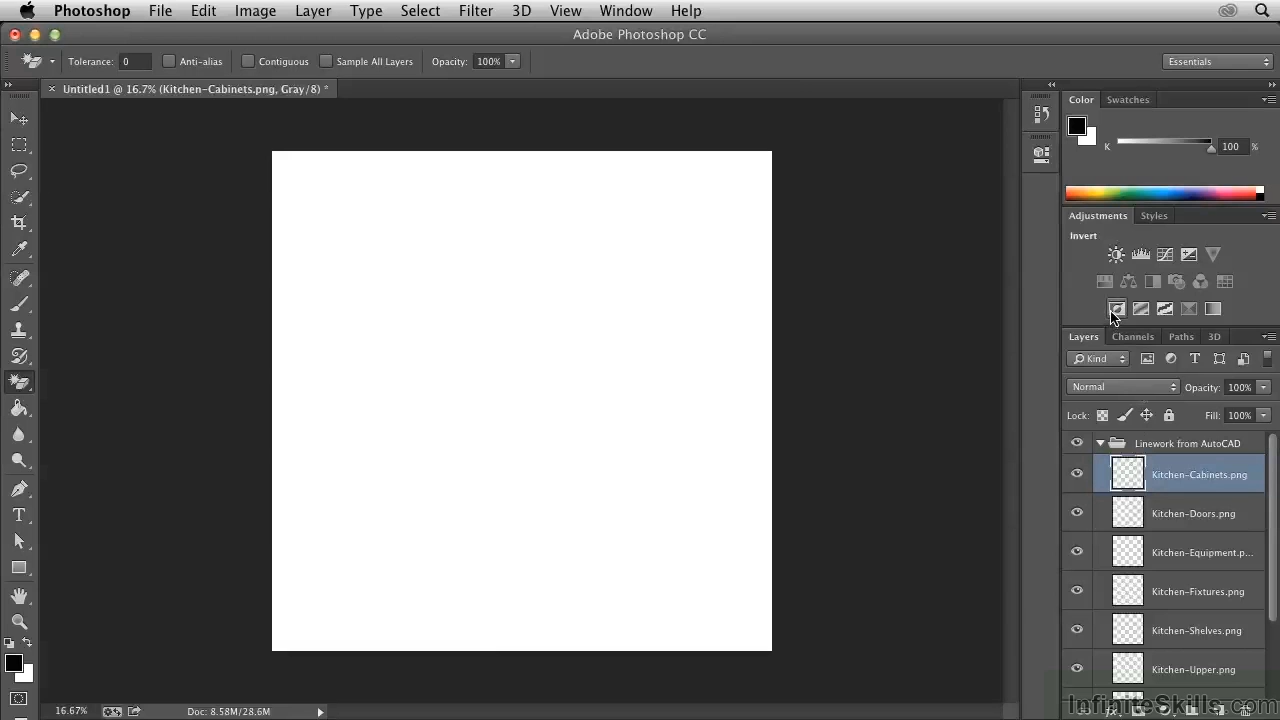 Photoshop File Edit Image Layer Type Select Filter 3D View Window Help
Adobe Photoshop CC
Tolerance: 0 Anti-alias Contiguous Sample All Layers Opacity: 100% Essentials
Untitled1 @ 16.7% (Kitchen-Cabinets.png, Gray/8) *
Color Swatches
K 100 %
Adjustments Styles
Invert
Layers Channels Paths 3D
Kind
Normal Opacity: 100%
Lock: Fill: 100%
Linework from AutoCAD
Kitchen-Cabinets.png
Kitchen-Doors.png
Kitchen-Equipment.p...
Kitchen-Fixtures.png
Kitchen-Shelves.png
Kitchen-Upper.png
InfiniteSkills.com
16.67% Doc: 8.58M/28.6M